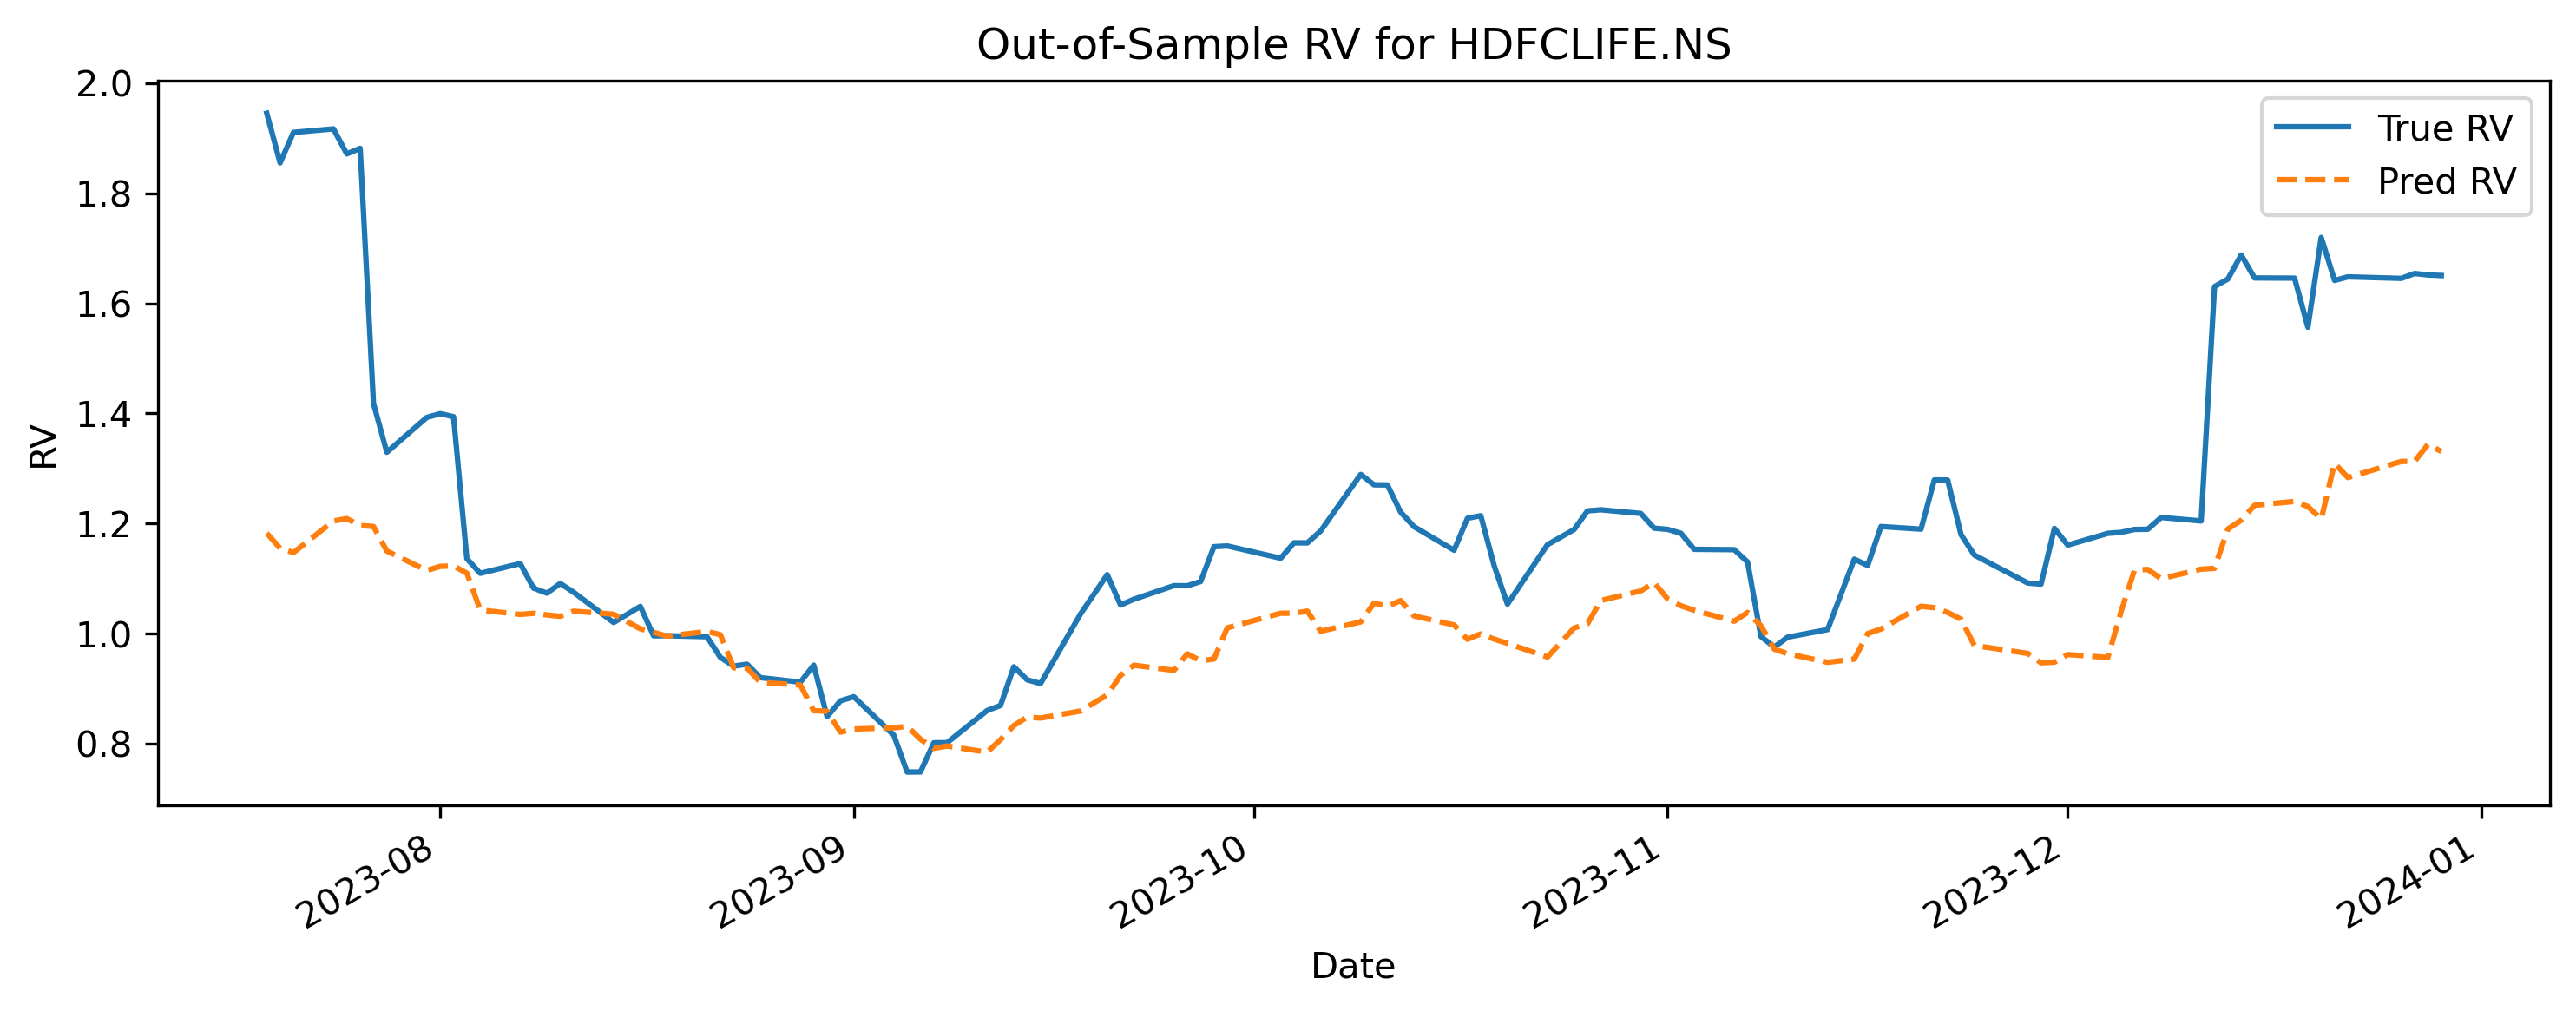 Out-of-Sample RV for HDFCLIFE.NS
2.0
1.8
1.6
1.4
1.2
1.0
0.8
RV
True RV
Pred RV
2023-08
2023-09
2023-10
2023-11
2023-12
2024-01
Date